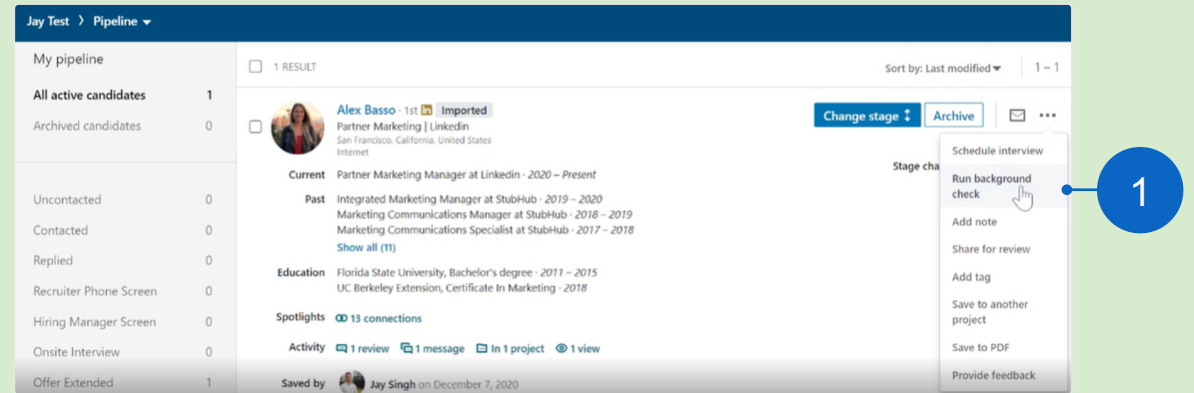 Jay Test > Pipeline
My pipeline
All active candidates 1
Archived candidates 0
Uncontacted 0
Contacted 0
Replied 0
Recruiter Phone Screen 0
Hiring Manager Screen 0
Onsite Interview 0
Offer Extended 1
1 RESULT
Sort by: Last modified
1 – 1
Alex Basso · 1st in Imported
Partner Marketing | Linkedin
San Francisco, California, United States
Internet
Change stage
Archive
Stage cha
Current Partner Marketing Manager at Linkedin · 2020 – Present
Past Integrated Marketing Manager at StubHub · 2019 – 2020
Marketing Communications Manager at StubHub · 2018 – 2019
Marketing Communications Specialist at StubHub · 2017 – 2018
Show all (11)
Education Florida State University, Bachelor's degree · 2011 – 2015
UC Berkeley Extension, Certificate In Marketing · 2018
Spotlights 13 connections
Activity 1 review 1 message In 1 project 1 view
Saved by Jay Singh on December 7, 2020
Schedule interview
Run background
check
Add note
Share for review
Add tag
Save to another
project
Save to PDF
Provide feedback
1